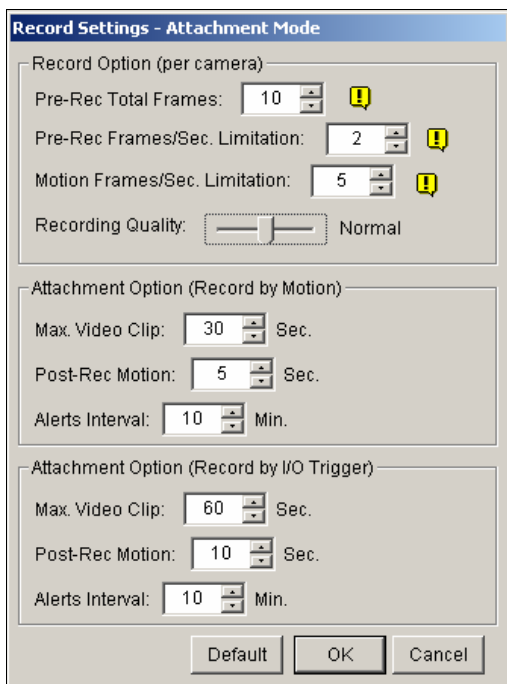 Record Settings - Attachment Mode
Record Option (per camera)
Pre-Rec Total Frames: 10
Pre-Rec Frames/Sec. Limitation: 2
Motion Frames/Sec. Limitation: 5
Recording Quality: Normal
Attachment Option (Record by Motion)
Max. Video Clip: 30 Sec.
Post-Rec Motion: 5 Sec.
Alerts Interval: 10 Min.
Attachment Option (Record by I/O Trigger)
Max. Video Clip: 60 Sec.
Post-Rec Motion: 10 Sec.
Alerts Interval: 10 Min.
Default OK Cancel